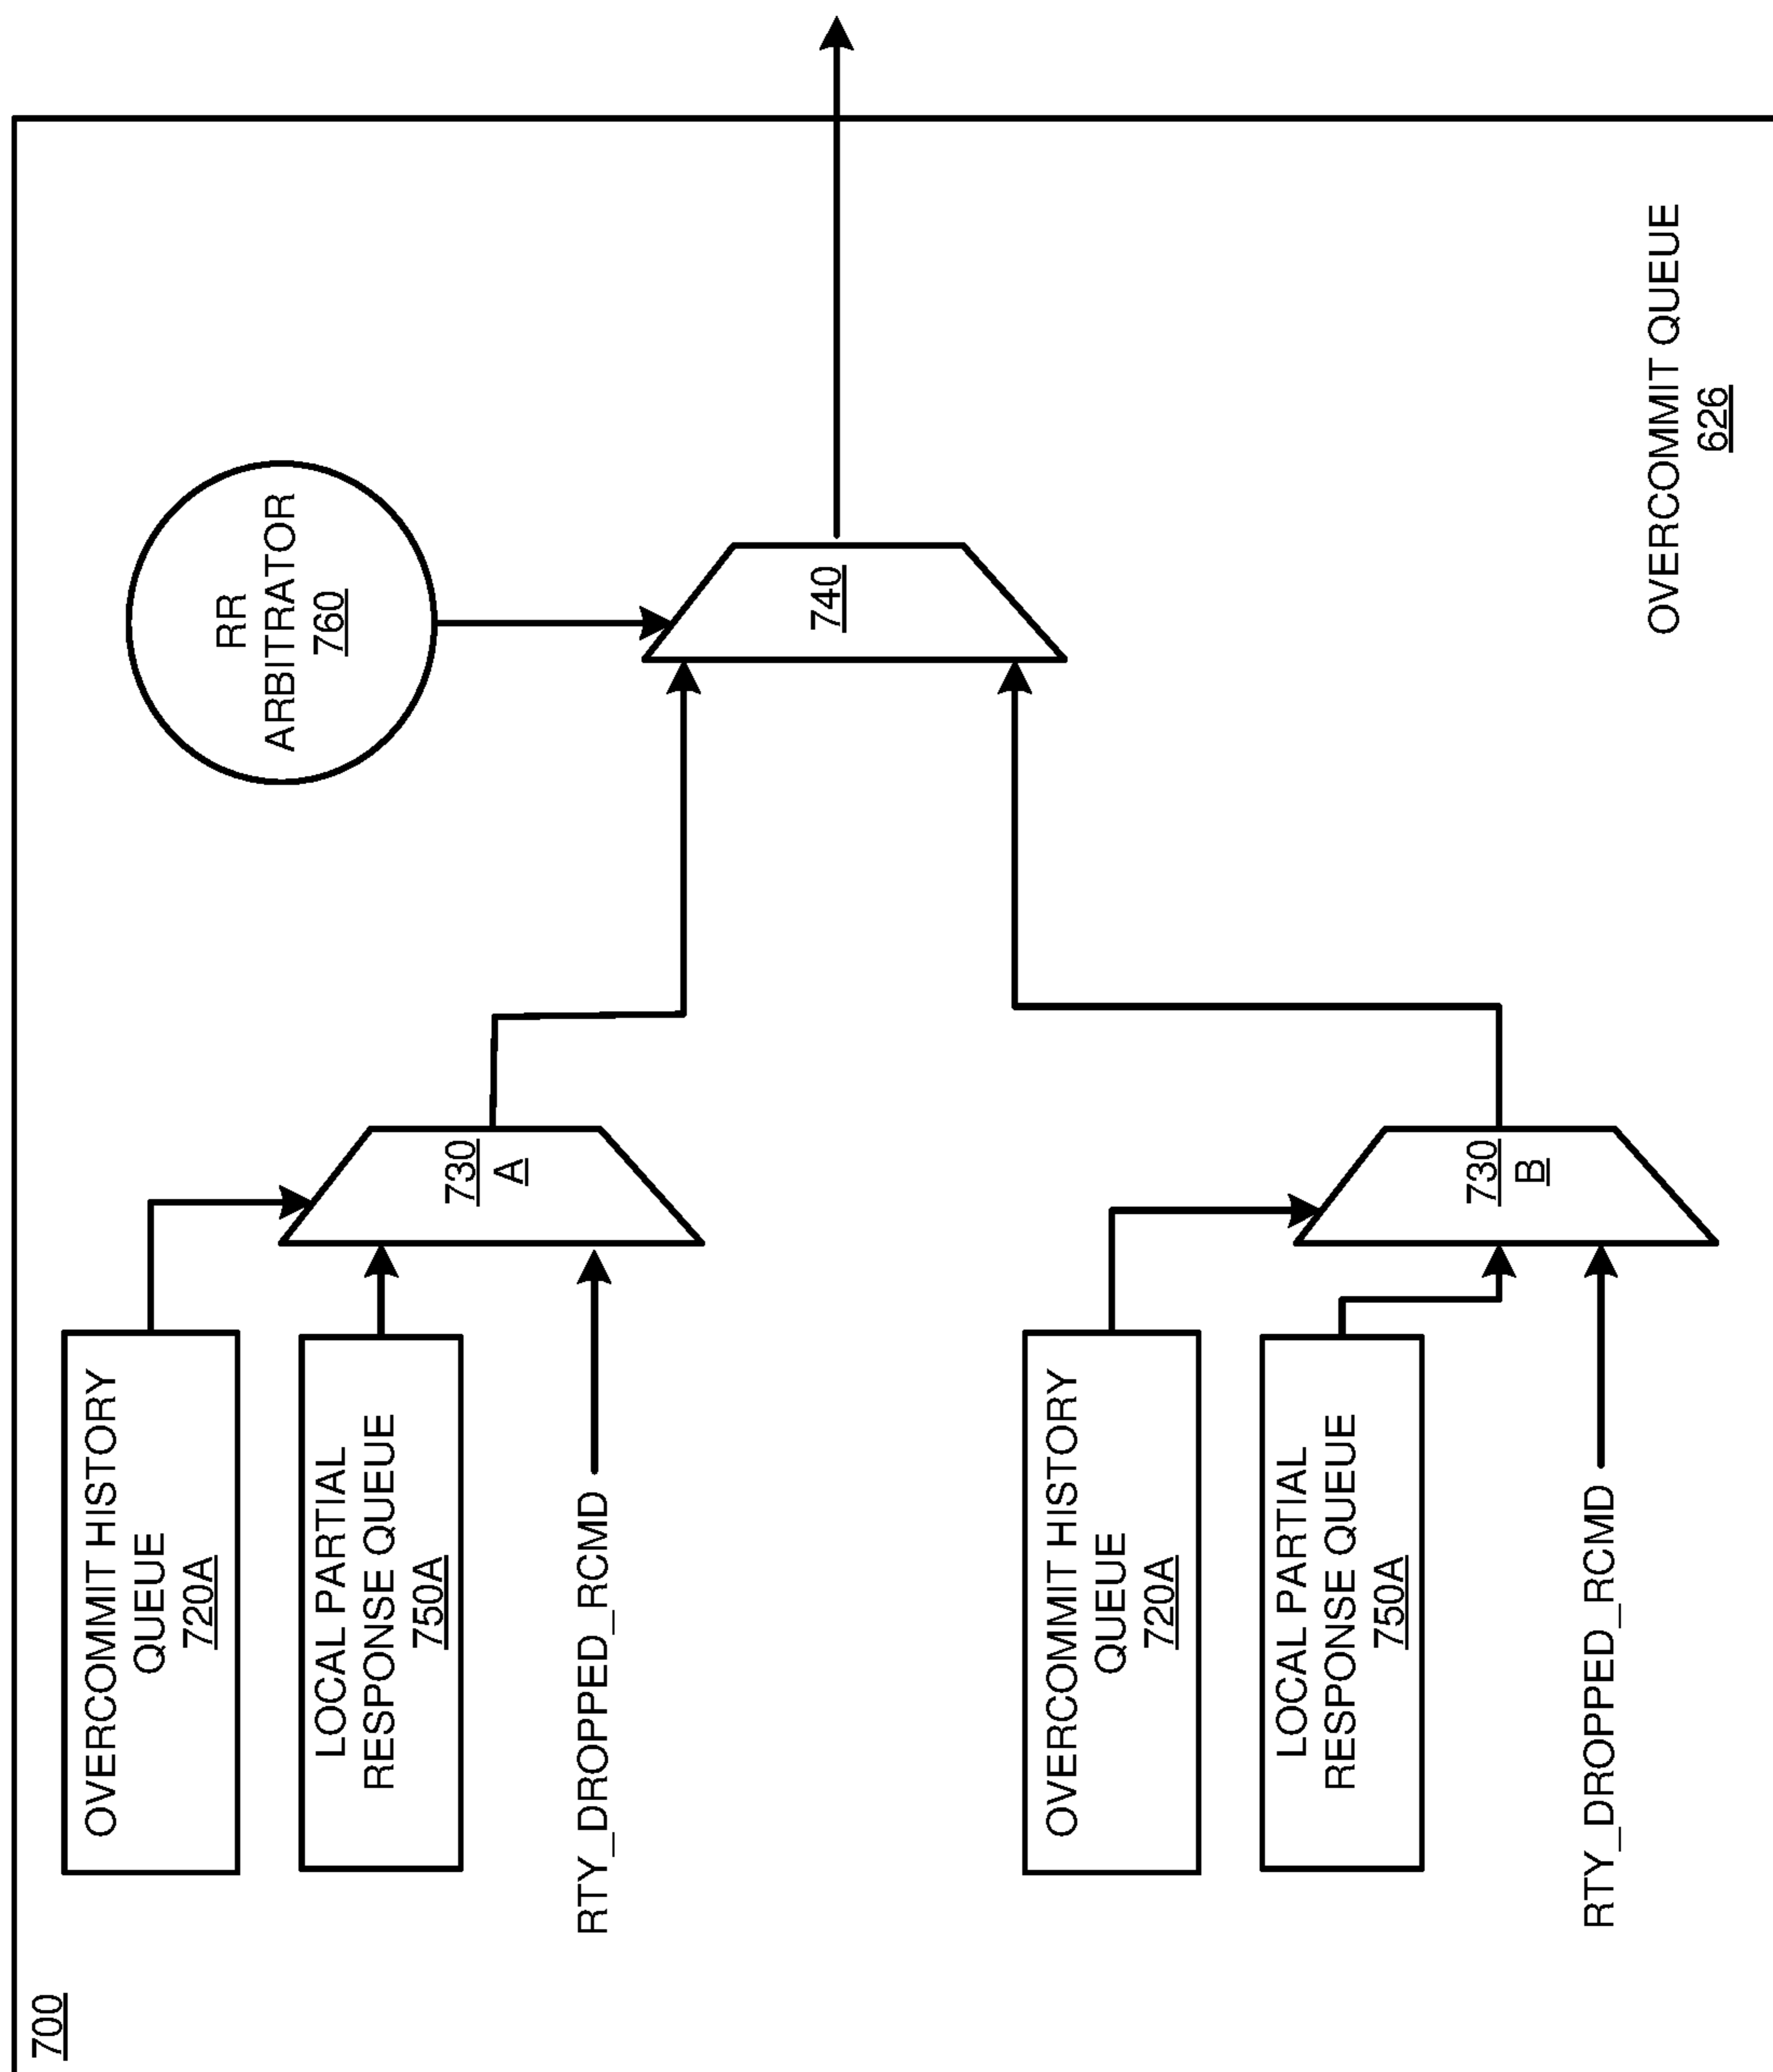 700
OVERCOMMIT HISTORY
QUEUE
720A
LOCAL PARTIAL
RESPONSE QUEUE
750A
RTY_DROPPED_RCMD
730
A
RR
ARBITRATOR
760
740
OVERCOMMIT HISTORY
QUEUE
720A
LOCAL PARTIAL
RESPONSE QUEUE
750A
RTY_DROPPED_RCMD
730
B
OVERCOMMIT QUEUE
626